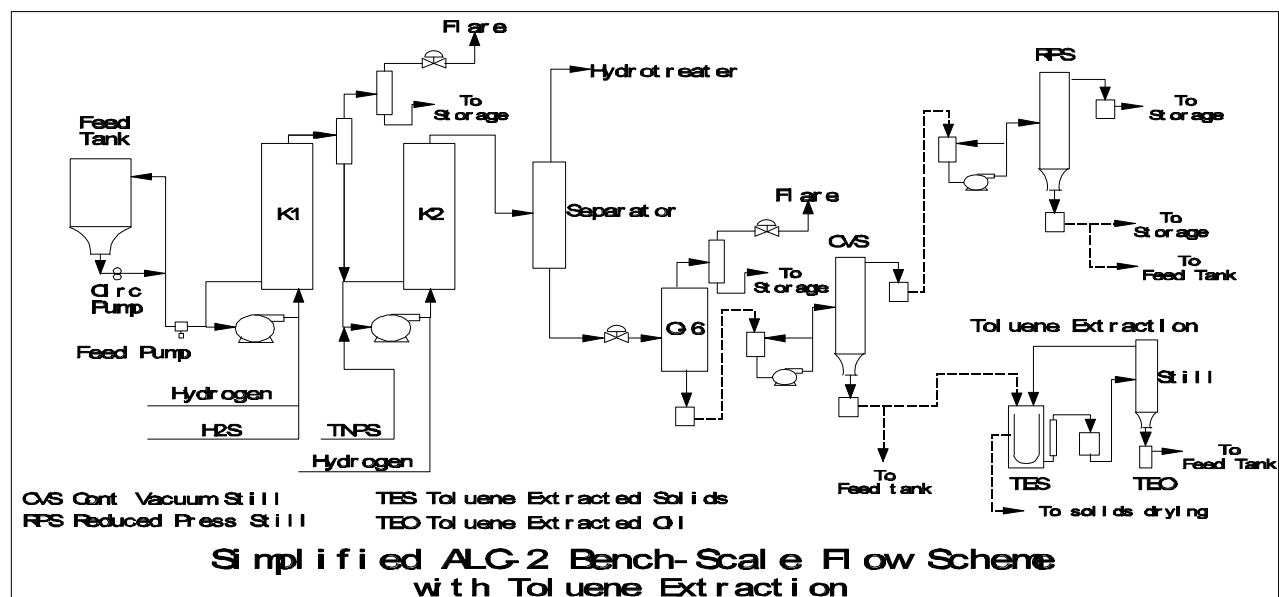 Flare
RPS
Hydrotreater
To
Storage
To
Storage
Feed
Tank
K-1
K-2
Separator
Flare
CVS
To
Storage
To
Feed Tank
To
Storage
Circ
Pump
O-6
Feed Pump
Toluene Extraction
Still
Hydrogen
H2S
TNPS
Hydrogen
To
Feed tank
TES
TEO
To
Feed Tank
To solids drying
CVS Cont Vacuum Still
TES Toluene Extracted Solids
RPS Reduced Press Still
TEO Toluene Extracted Oil
Simplified ALC-2 Bench-Scale Flow Scheme
with Toluene Extraction